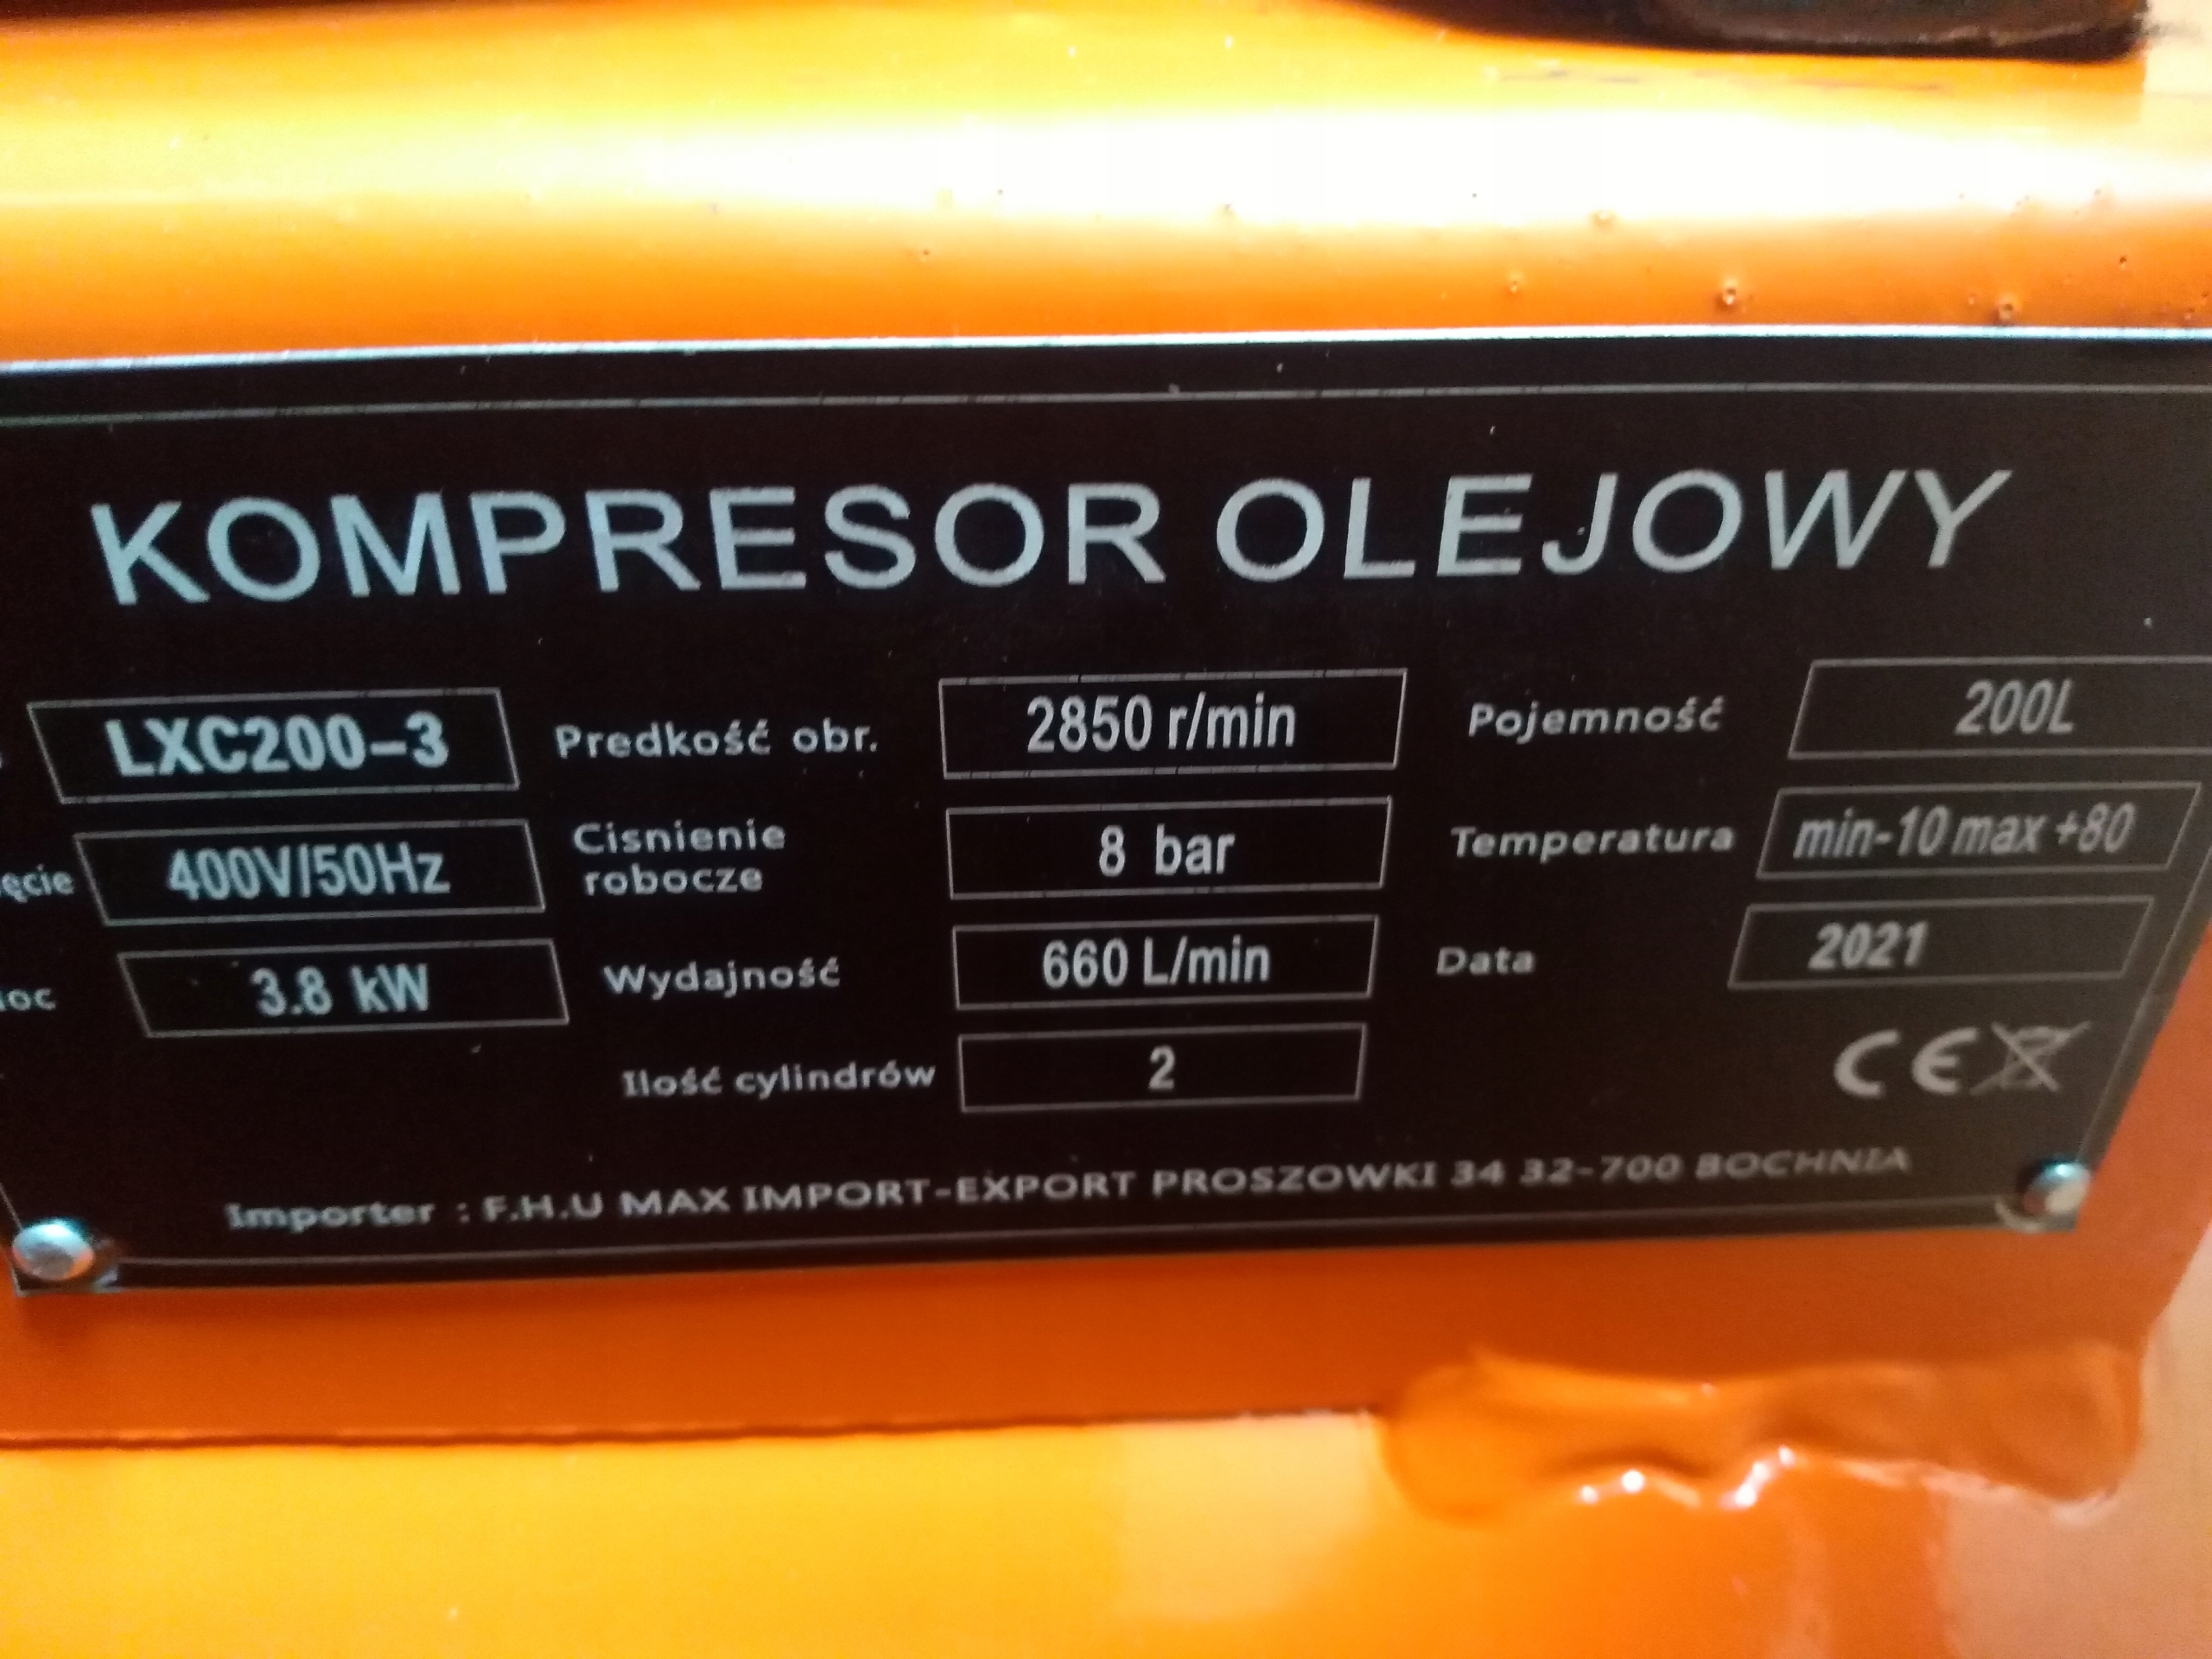 KOMPRESOR OLEJOWY
LXC200-3 Predkość obr. 2850 r/min Pojemność 200L
ęcie 400V/50Hz Cisnienie robocze 8 bar Temperatura min-10 max +80
oc 3.8 kW Wydajność 660 L/min Data 2021
Ilość cylindrów 2 CE
Importer : F.H.U MAX IMPORT-EXPORT PROSZOWKI 34 32-700 BOCHNIA